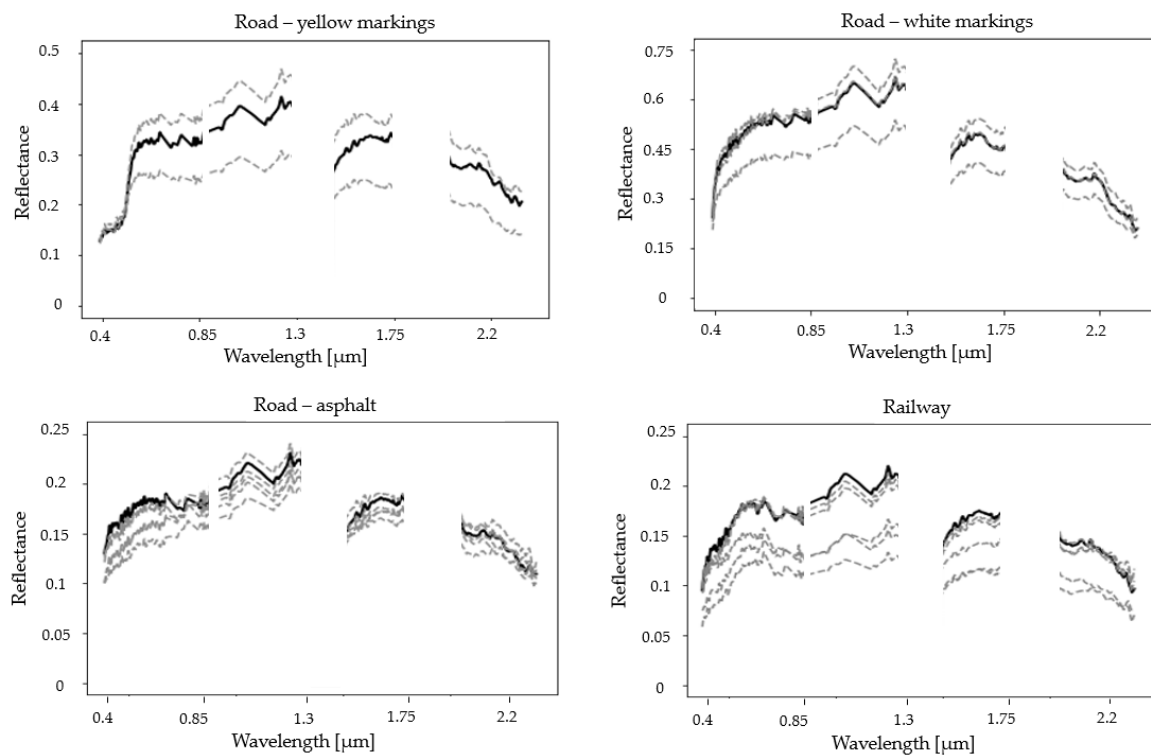 Road – yellow markings
0.5
0.4
0.3
0.2
0.1
0
Reflectance
0.4 0.85 1.3 1.75 2.2
Wavelength [µm]
Road – white markings
0.75
0.6
0.45
0.3
0.15
0
Reflectance
0.4 0.85 1.3 1.75 2.2
Wavelength [µm]
Road – asphalt
0.25
0.2
0.15
0.1
0.05
0
Reflectance
0.4 0.85 1.3 1.75 2.2
Wavelength [µm]
Railway
0.25
0.2
0.15
0.1
0.05
0
Reflectance
0.4 0.85 1.3 1.75 2.2
Wavelength [µm]